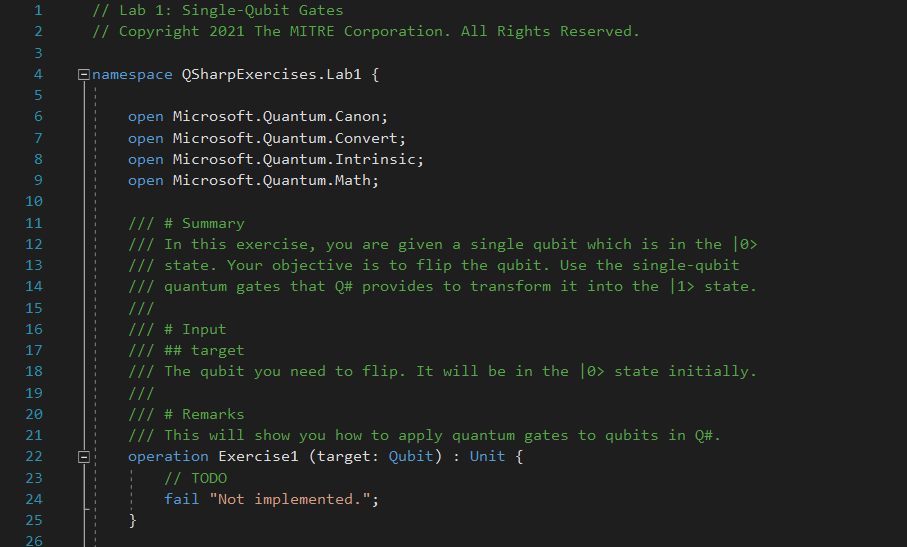 1 // Lab 1: Single-Qubit Gates
2 // Copyright 2021 The MITRE Corporation. All Rights Reserved.
3
4 namespace QSharpExercises.Lab1 {
5
6 open Microsoft.Quantum.Canon;
7 open Microsoft.Quantum.Convert;
8 open Microsoft.Quantum.Intrinsic;
9 open Microsoft.Quantum.Math;
10
11 /// # Summary
12 /// In this exercise, you are given a single qubit which is in the |0>
13 /// state. Your objective is to flip the qubit. Use the single-qubit
14 /// quantum gates that Q# provides to transform it into the |1> state.
15 ///
16 /// # Input
17 /// ## target
18 /// The qubit you need to flip. It will be in the |0> state initially.
19 ///
20 /// # Remarks
21 /// This will show you how to apply quantum gates to qubits in Q#.
22 operation Exercise1 (target: Qubit) : Unit {
23 // TODO
24 fail "Not implemented.";
25 }
26